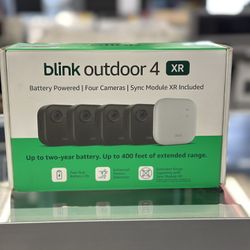 blink outdoor 4 XR
Battery Powered | Four Cameras | Sync Module XR Included
Up to two-year battery. Up to 400 feet of extended range.